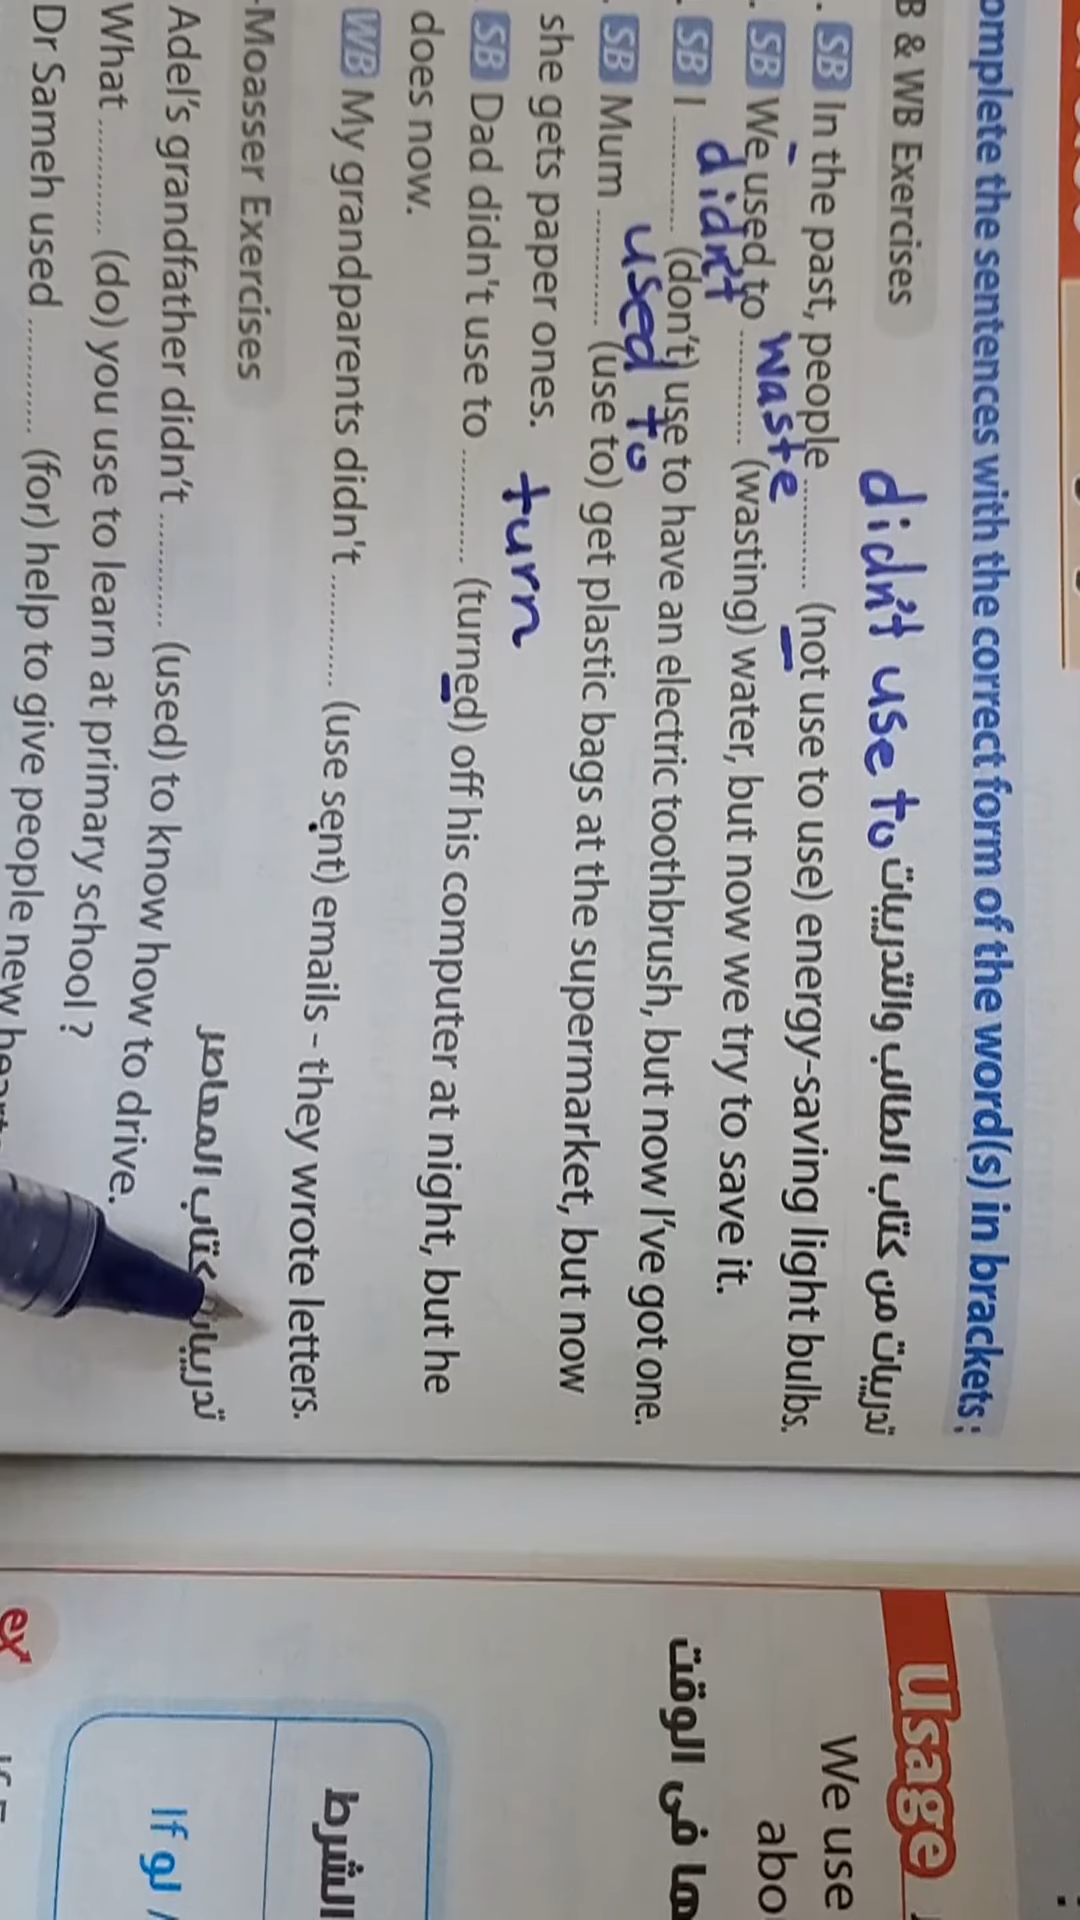 omplete the sentences with the correct form of the word(s) in brackets :
B & WB Exercises تدريبات من كتاب الطالب والتدريبات
didn't use to
. SB In the past, people ............ (not use to use) energy-saving light bulbs.
waste
. SB We used to ............ (wasting) water, but now we try to save it.
didn't
. SB I ............ (don't) use to have an electric toothbrush, but now I've got one.
used to
. SB Mum ............ (use to) get plastic bags at the supermarket, but now
she gets paper ones.
turn
. SB Dad didn't use to ............ (turned) off his computer at night, but he
does now.
WB My grandparents didn't ............ (use sent) emails - they wrote letters.
-Moasser Exercises كتاب المعاصر
Adel's grandfather didn't ............ (used) to know how to drive.
What ............ (do) you use to learn at primary school ?
Dr Sameh used ............ (for) help to give people new
Usage
We use
abo
ها في الوقت
الشرط
If لو /
ex